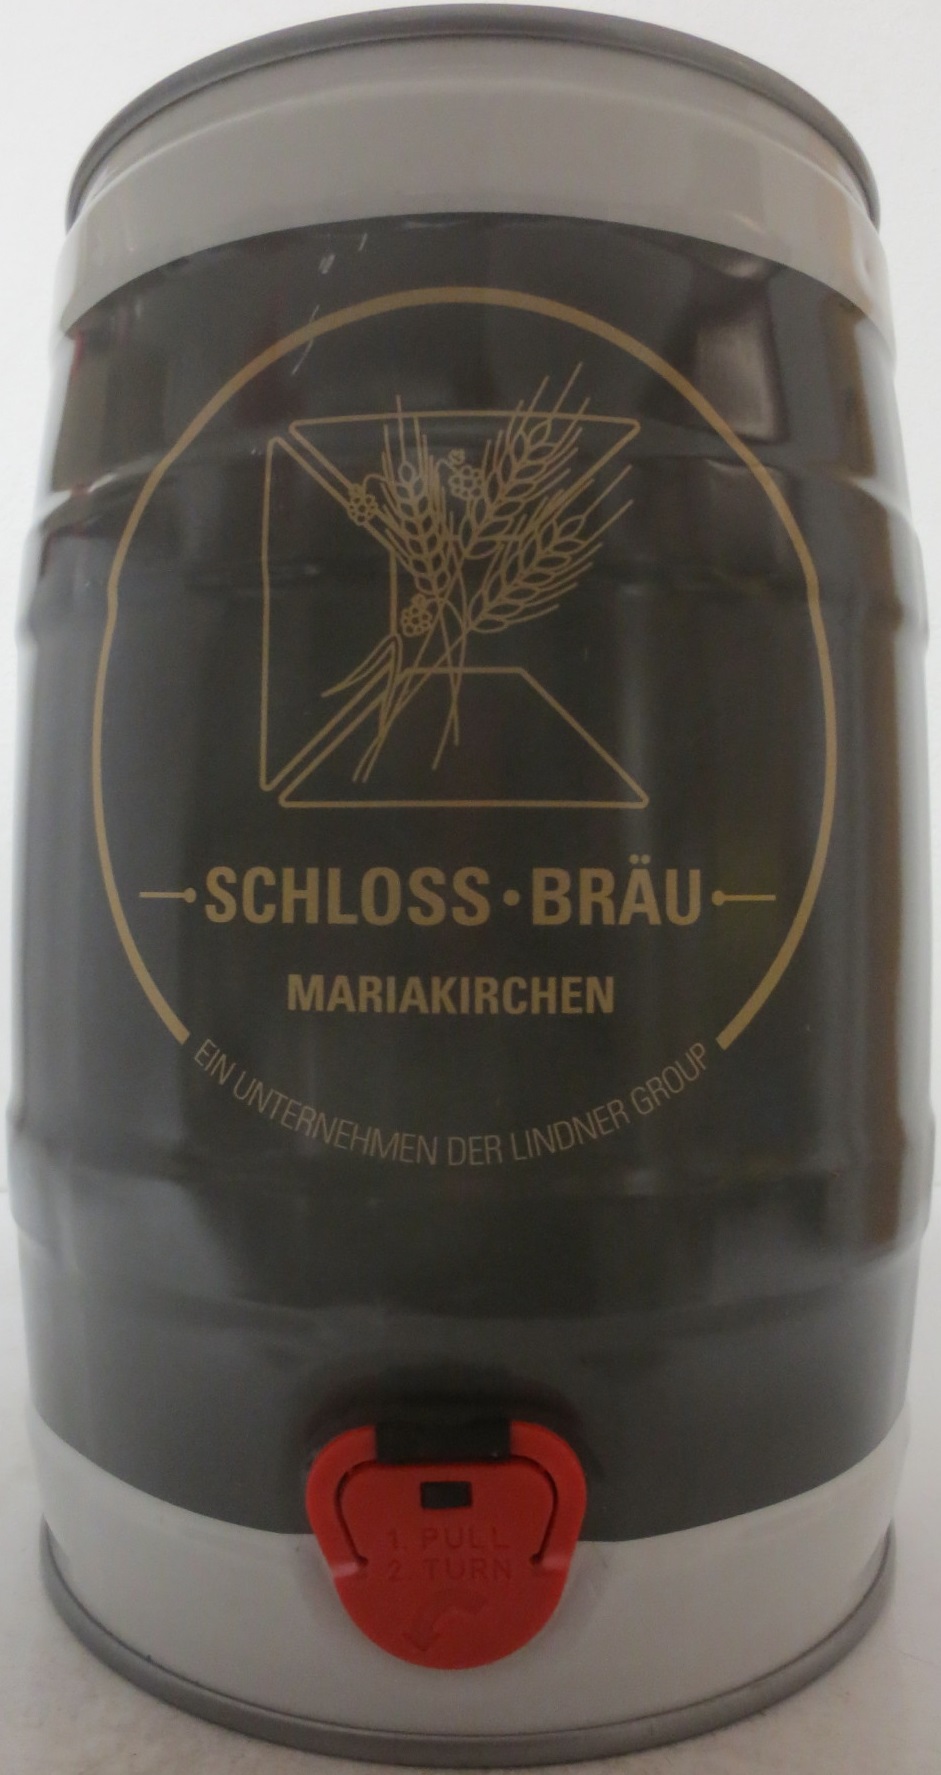 SCHLOSS·BRÄU
MARIAKIRCHEN
EIN UNTERNEHMEN DER LINDNER GROUP
1. PULL
2. TURN